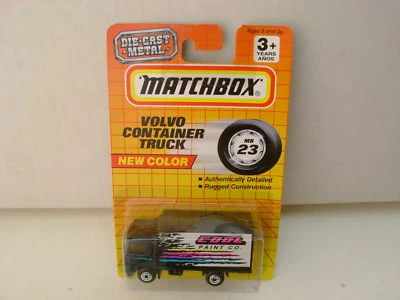 DIE-CAST
METAL
Ages 3 and Up
3+
YEARS
AÑOS
MATCHBOX®
VOLVO
CONTAINER
TRUCK
NEW COLOR
MB
23
• Authentically Detailed
• Rugged Construction
COOL
PAINT CO.